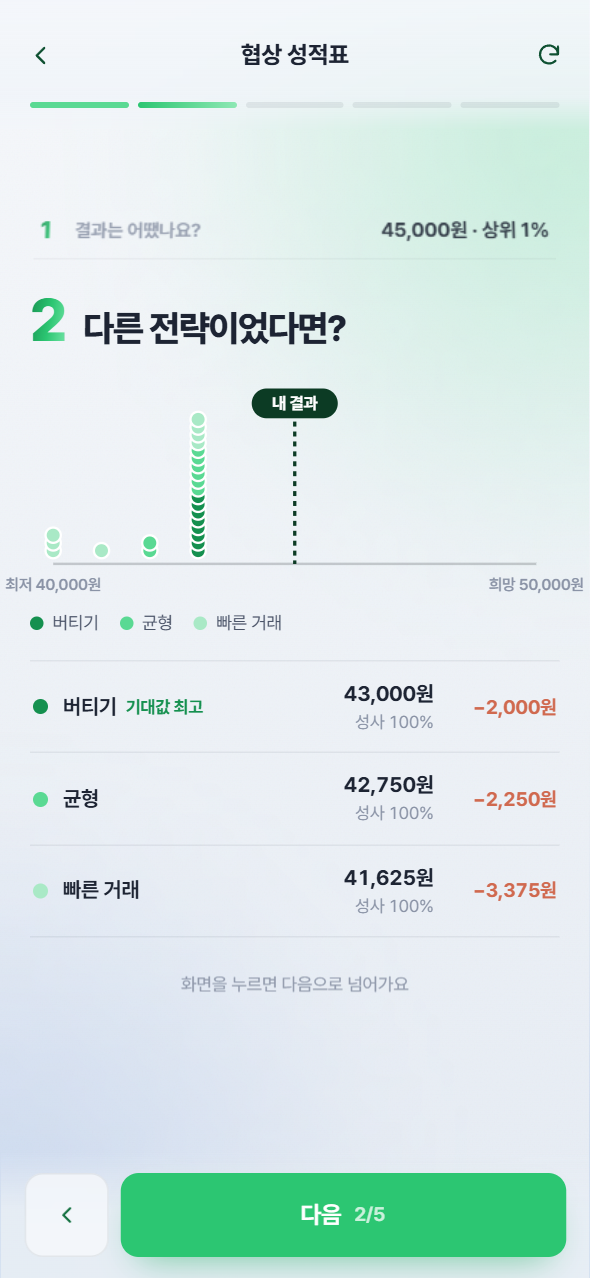 협상 성적표
1 결과는 어땠나요? 45,000원 · 상위 1%
2 다른 전략이었다면?
내 결과
최저 40,000원 희망 50,000원
버티기 균형 빠른 거래
버티기 기대값 최고 43,000원 −2,000원
성사 100%
균형 42,750원 −2,250원
성사 100%
빠른 거래 41,625원 −3,375원
성사 100%
화면을 누르면 다음으로 넘어가요
다음 2/5